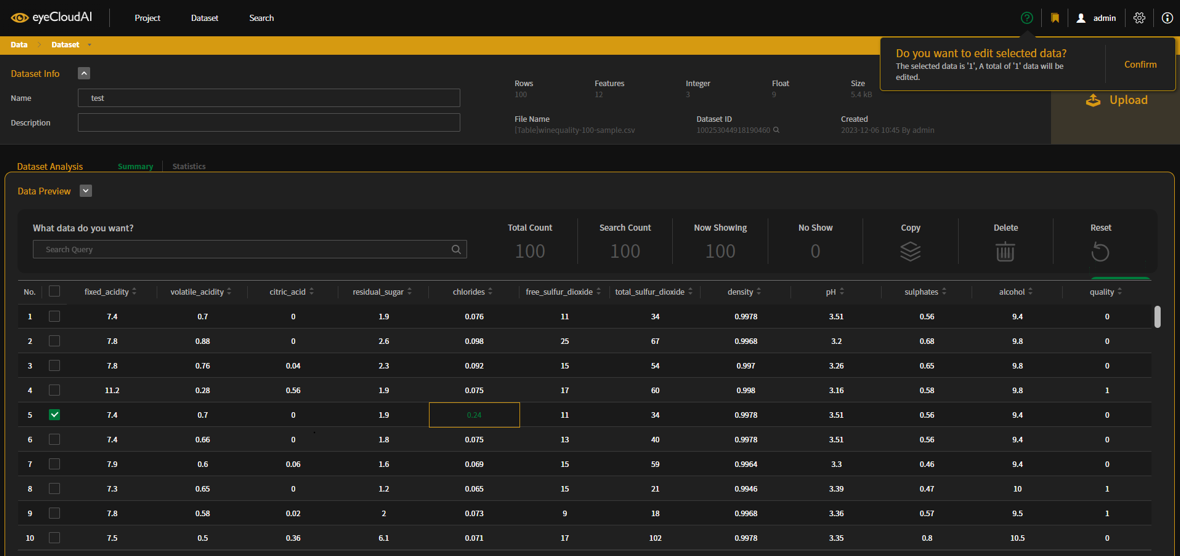 eyeCloudAI
Project Dataset Search
admin
Data Dataset
Do you want to edit selected data?
The selected data is '1', A total of '1' data will be
edited.
Confirm
Dataset Info
Name test
Description
Rows Features Integer Float Size
100 12 3 9 5.4 kB
File Name Dataset ID Created
[Table]winequality-100-sample.csv 100253044918190460 2023-12-06 10:45 By admin
Upload
Dataset Analysis Summary Statistics
Data Preview
What data do you want?
Search Query
Total Count Search Count Now Showing No Show Copy Delete Reset
100 100 100 0
No. fixed_acidity volatile_acidity citric_acid residual_sugar chlorides free_sulfur_dioxide total_sulfur_dioxide density pH sulphates alcohol quality
1 7.4 0.7 0 1.9 0.076 11 34 0.9978 3.51 0.56 9.4 0
2 7.8 0.88 0 2.6 0.098 25 67 0.9968 3.2 0.68 9.8 0
3 7.8 0.76 0.04 2.3 0.092 15 54 0.997 3.26 0.65 9.8 0
4 11.2 0.28 0.56 1.9 0.075 17 60 0.998 3.16 0.58 9.8 1
5 7.4 0.7 0 1.9 0.24 11 34 0.9978 3.51 0.56 9.4 0
6 7.4 0.66 0 1.8 0.075 13 40 0.9978 3.51 0.56 9.4 0
7 7.9 0.6 0.06 1.6 0.069 15 59 0.9964 3.3 0.46 9.4 0
8 7.3 0.65 0 1.2 0.065 15 21 0.9946 3.39 0.47 10 1
9 7.8 0.58 0.02 2 0.073 9 18 0.9968 3.36 0.57 9.5 1
10 7.5 0.5 0.36 6.1 0.071 17 102 0.9978 3.35 0.8 10.5 0